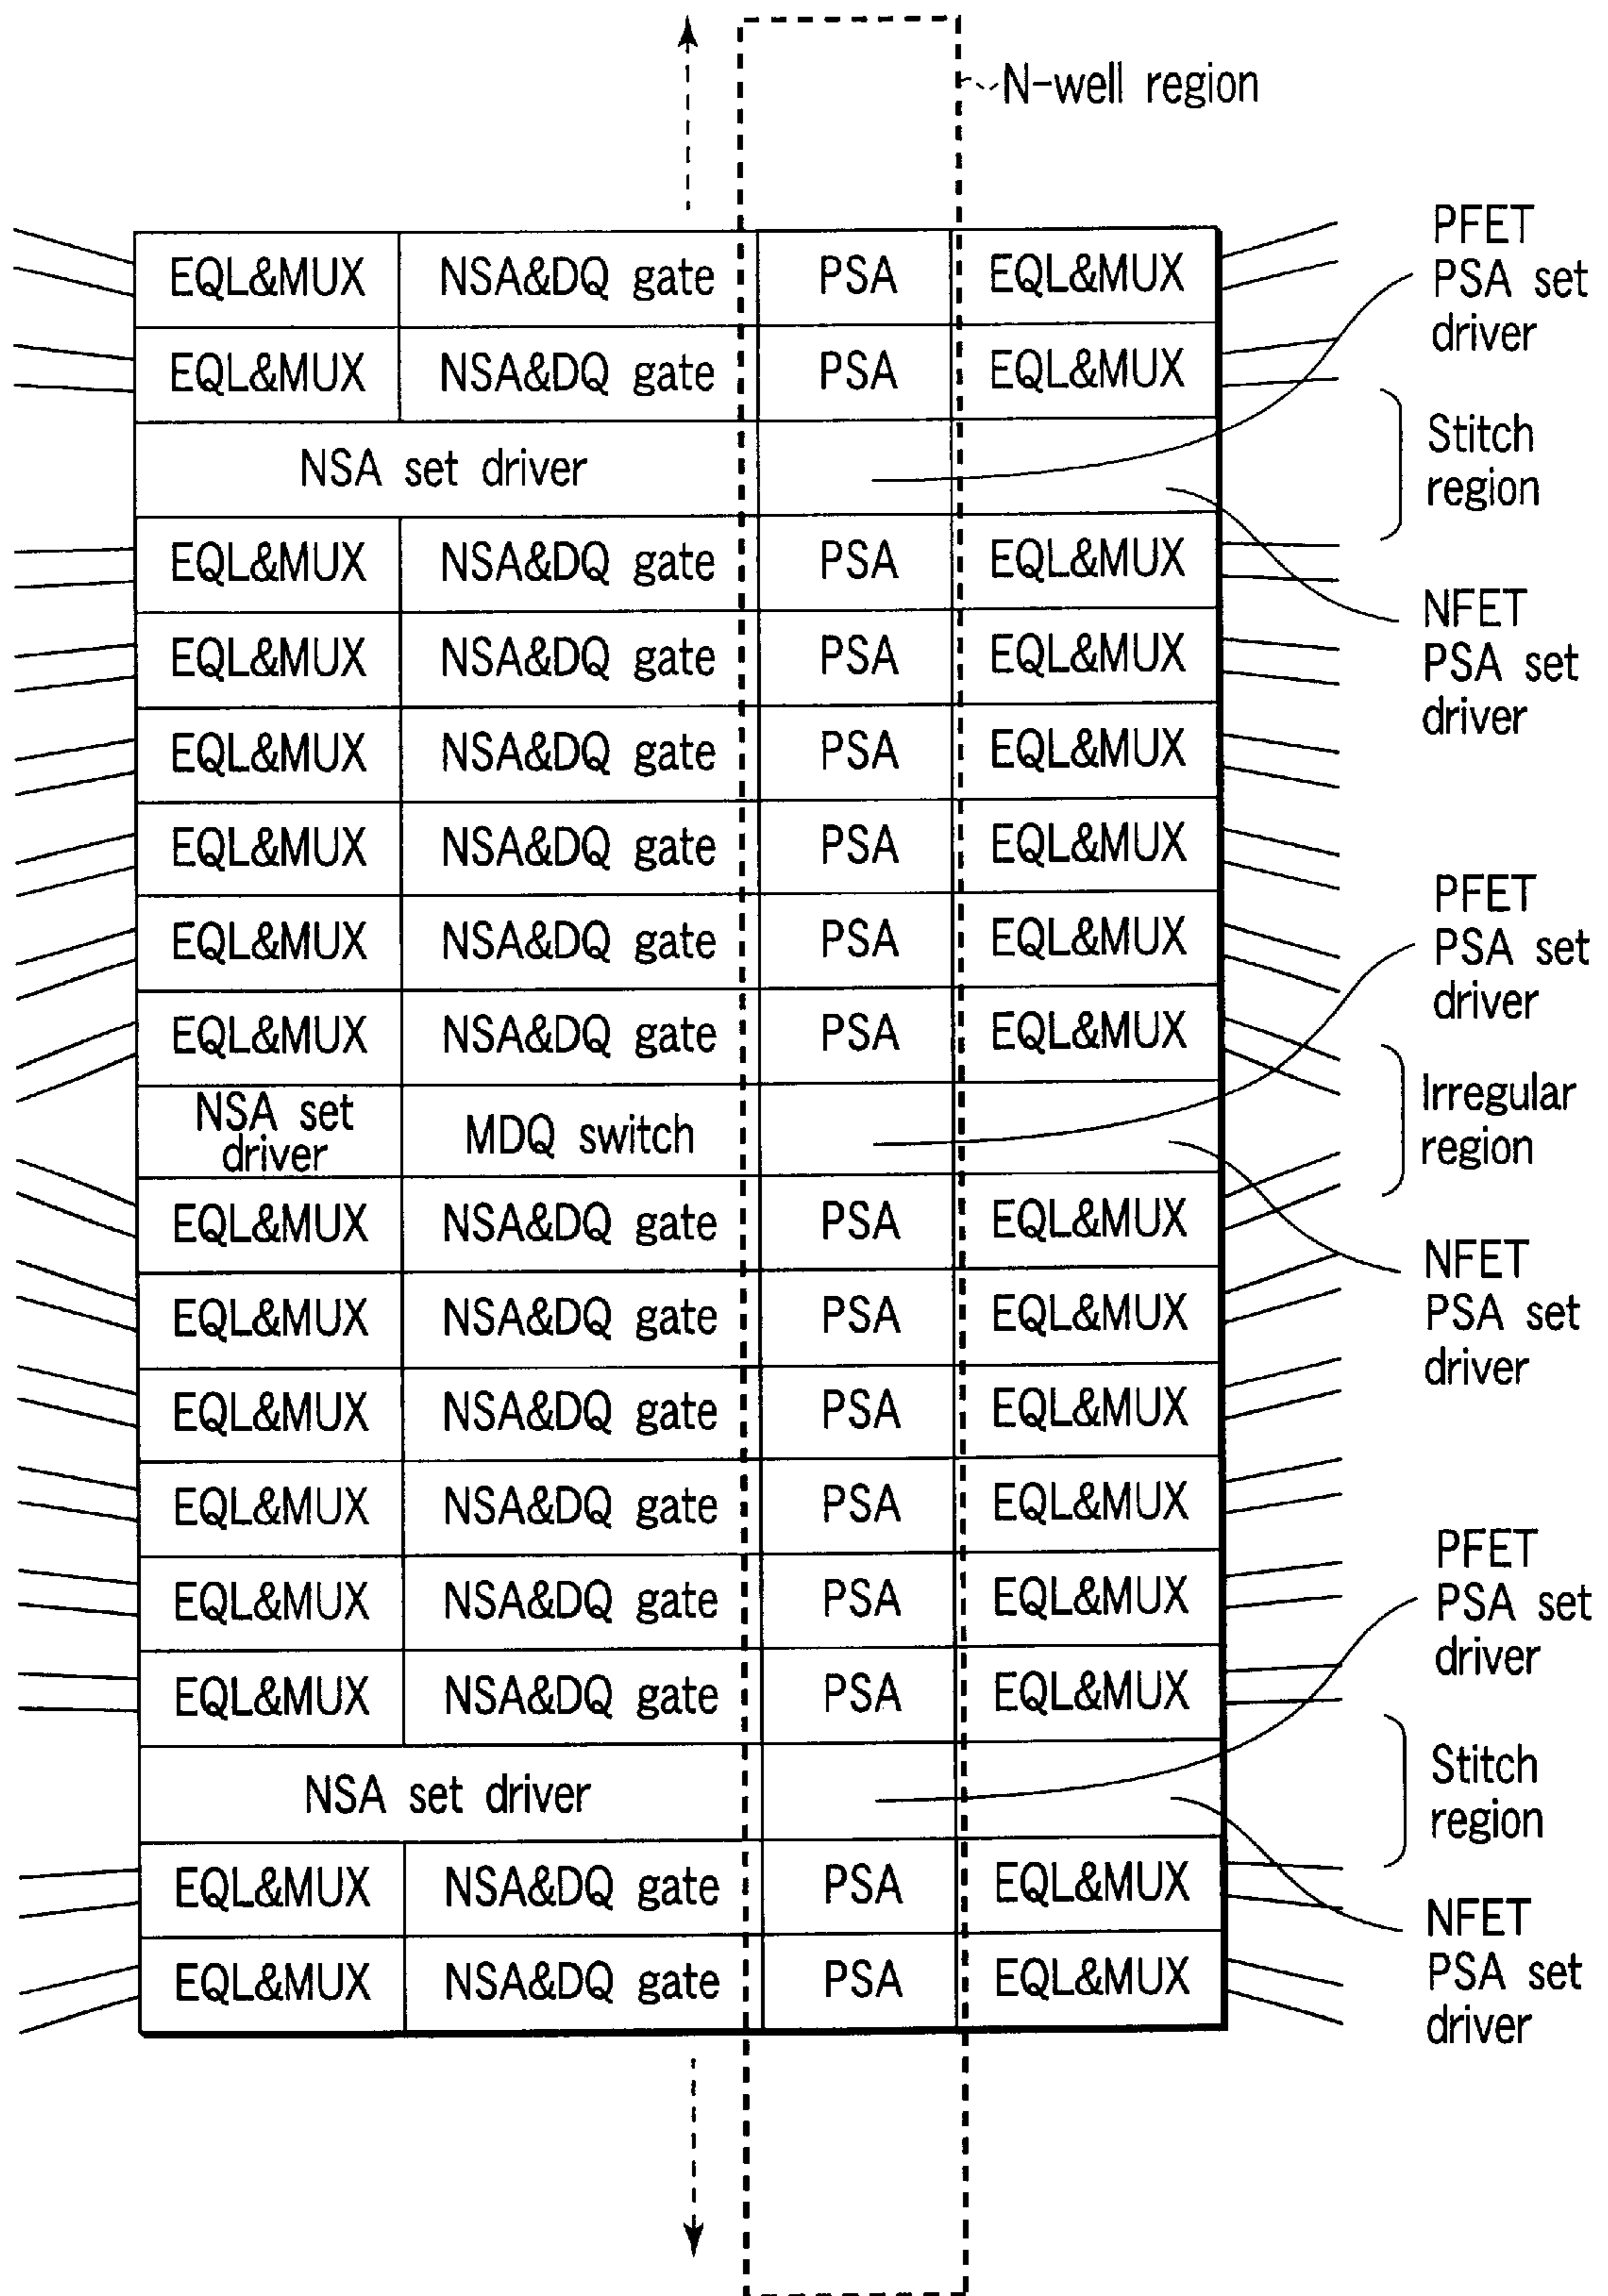 N-well region
EQL&MUX NSA&DQ gate PSA EQL&MUX
PFET
PSA set
driver
EQL&MUX NSA&DQ gate PSA EQL&MUX
NSA set driver
Stitch
region
EQL&MUX NSA&DQ gate PSA EQL&MUX
NFET
PSA set
driver
EQL&MUX NSA&DQ gate PSA EQL&MUX
EQL&MUX NSA&DQ gate PSA EQL&MUX
EQL&MUX NSA&DQ gate PSA EQL&MUX
EQL&MUX NSA&DQ gate PSA EQL&MUX
PFET
PSA set
driver
EQL&MUX NSA&DQ gate PSA EQL&MUX
NSA set
driver
MDQ switch
Irregular
region
EQL&MUX NSA&DQ gate PSA EQL&MUX
NFET
PSA set
driver
EQL&MUX NSA&DQ gate PSA EQL&MUX
EQL&MUX NSA&DQ gate PSA EQL&MUX
EQL&MUX NSA&DQ gate PSA EQL&MUX
EQL&MUX NSA&DQ gate PSA EQL&MUX
PFET
PSA set
driver
EQL&MUX NSA&DQ gate PSA EQL&MUX
NSA set driver
Stitch
region
EQL&MUX NSA&DQ gate PSA EQL&MUX
NFET
PSA set
driver
EQL&MUX NSA&DQ gate PSA EQL&MUX